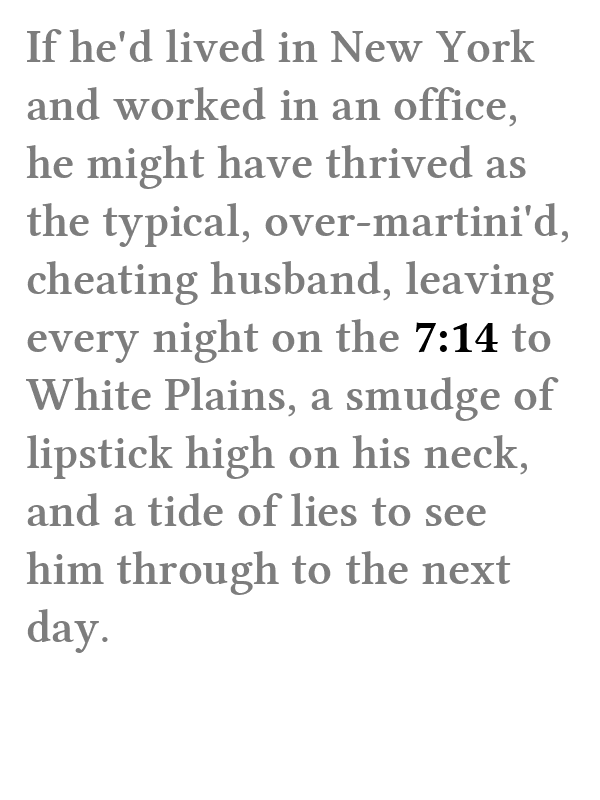 If he'd lived in New York
and worked in an office,
he might have thrived as
the typical, over-martini'd,
cheating husband, leaving
every night on the 7:14 to
White Plains, a smudge of
lipstick high on his neck,
and a tide of lies to see
him through to the next
day.